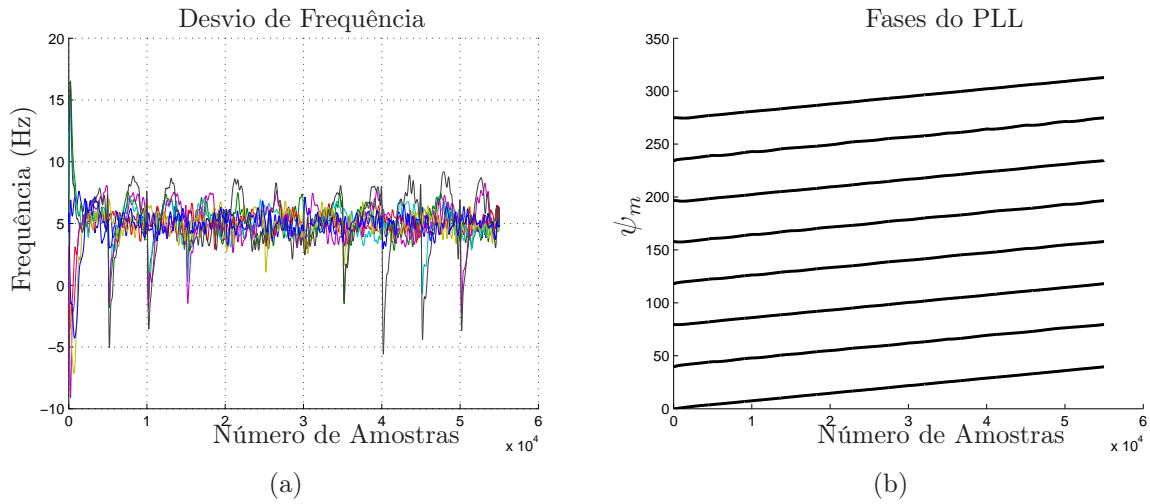 Desvio de Frequência
Frequência (Hz)
20
15
10
5
0
−5
−10
0
1
2
3
4
5
6
x 10^4
Número de Amostras
(a)
Fases do PLL
ψ_m
350
300
250
200
150
100
50
0
0
1
2
3
4
5
6
x 10^4
Número de Amostras
(b)